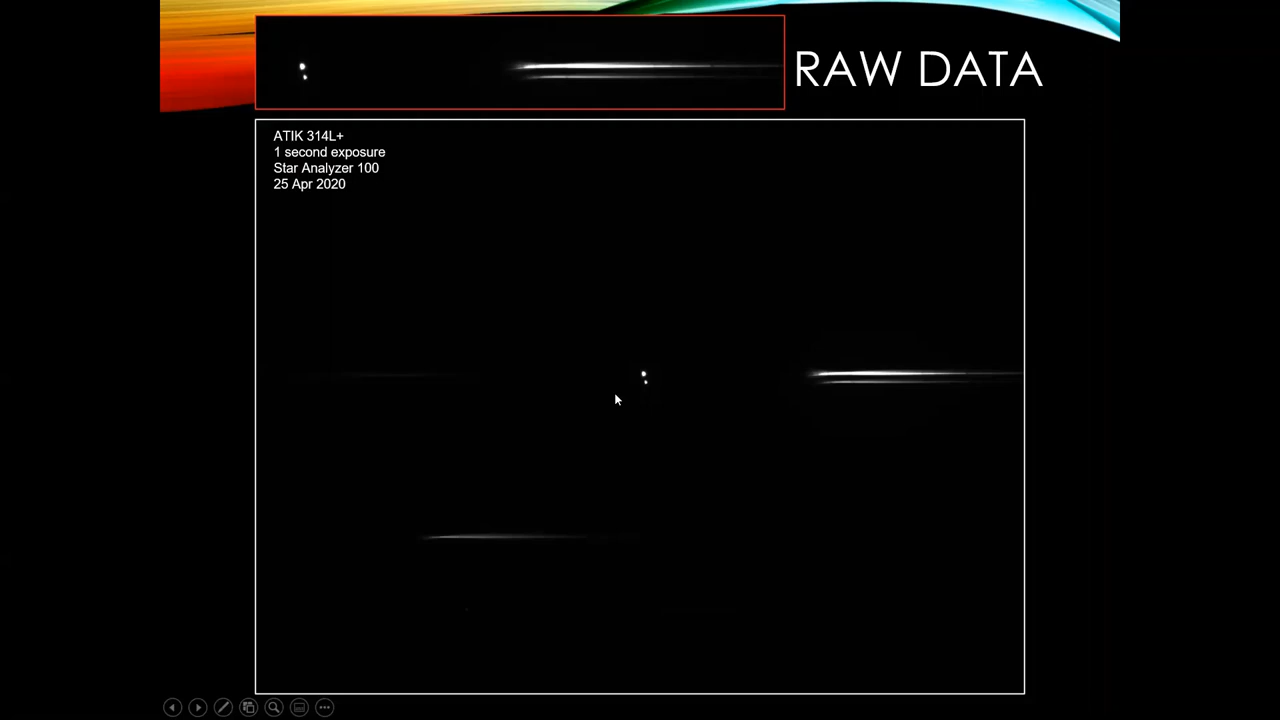 RAW DATA
ATIK 314L+
1 second exposure
Star Analyzer 100
25 Apr 2020